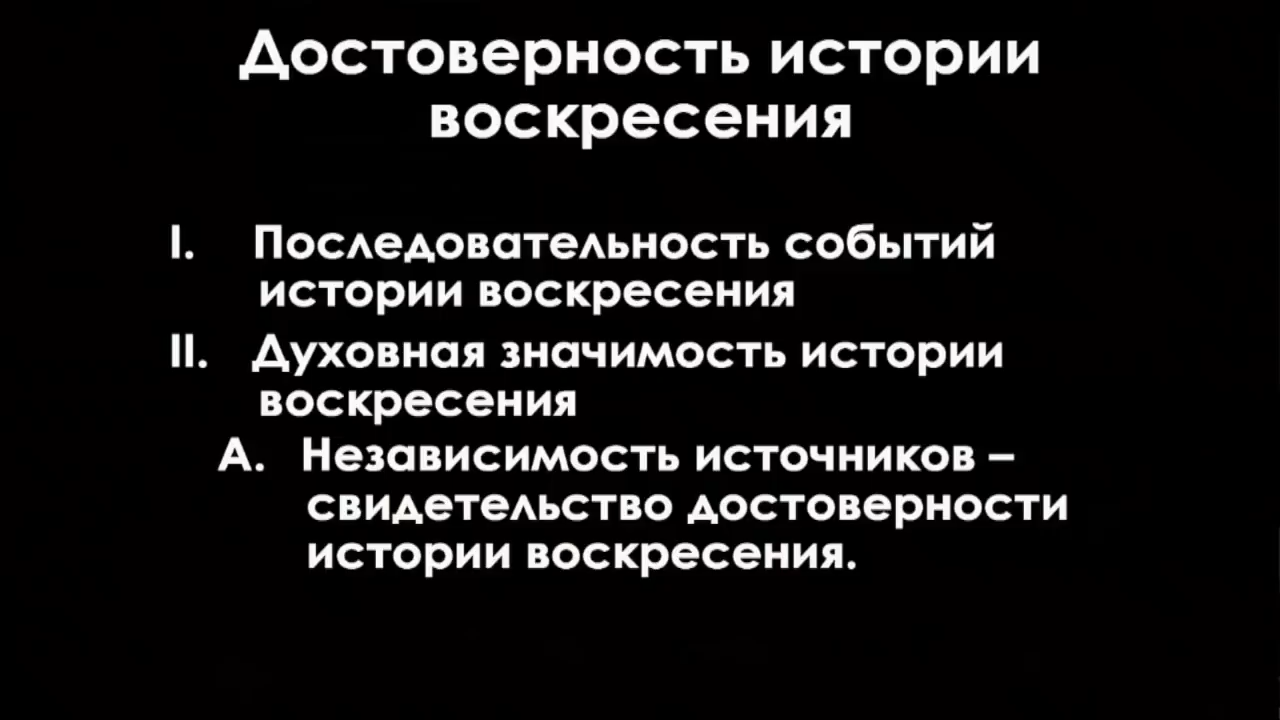 Достоверность истории
воскресения
I. Последовательность событий
истории воскресения
II. Духовная значимость истории
воскресения
А. Независимость источников –
свидетельство достоверности
истории воскресения.